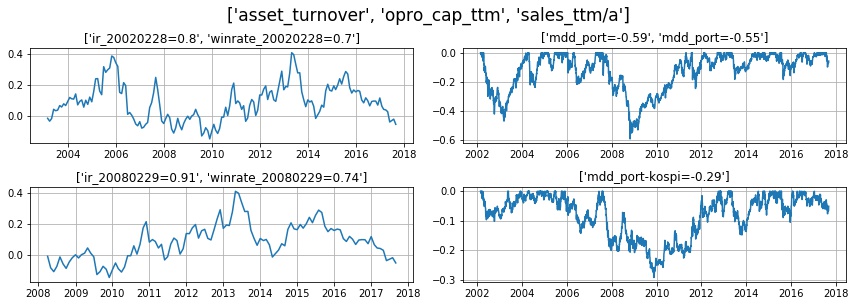 ['asset_turnover', 'opro_cap_ttm', 'sales_ttm/a']
['ir_20020228=0.8', 'winrate_20020228=0.7']
0.4
0.2
0.0
2004 2006 2008 2010 2012 2014 2016 2018
['mdd_port=-0.59', 'mdd_port=-0.55']
0.0
−0.2
−0.4
−0.6
2002 2004 2006 2008 2010 2012 2014 2016 2018
['ir_20080229=0.91', 'winrate_20080229=0.74']
0.4
0.2
0.0
2008 2009 2010 2011 2012 2013 2014 2015 2016 2017 2018
['mdd_port-kospi=-0.29']
0.0
−0.1
−0.2
−0.3
2002 2004 2006 2008 2010 2012 2014 2016 2018